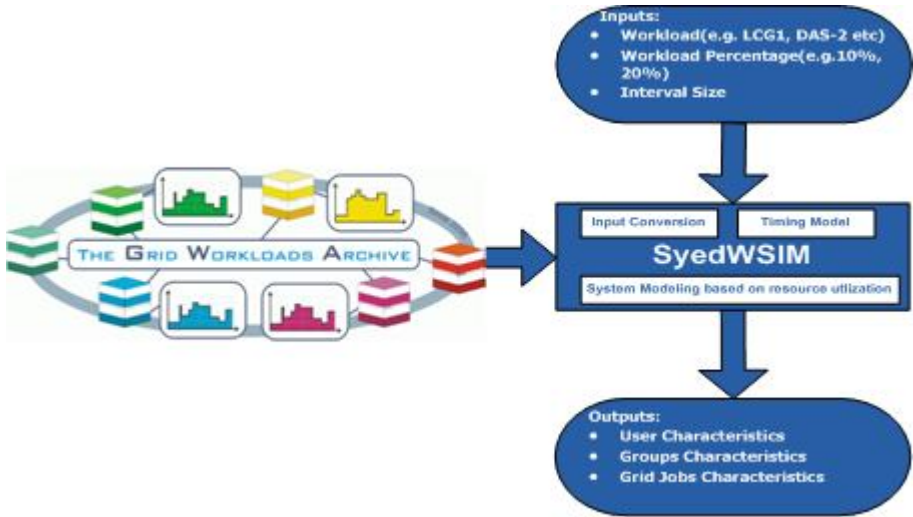 Inputs:
• Workload(e.g. LCG1, DAS-2 etc)
• Workload Percentage(e.g.10%,
20%)
• Interval Size
THE GRID WORKLOADS ARCHIVE
Input Conversion
Timing Model
SyedWSIM
System Modeling based on resource utlization
Outputs:
• User Characteristics
• Groups Characteristics
• Grid Jobs Characteristics